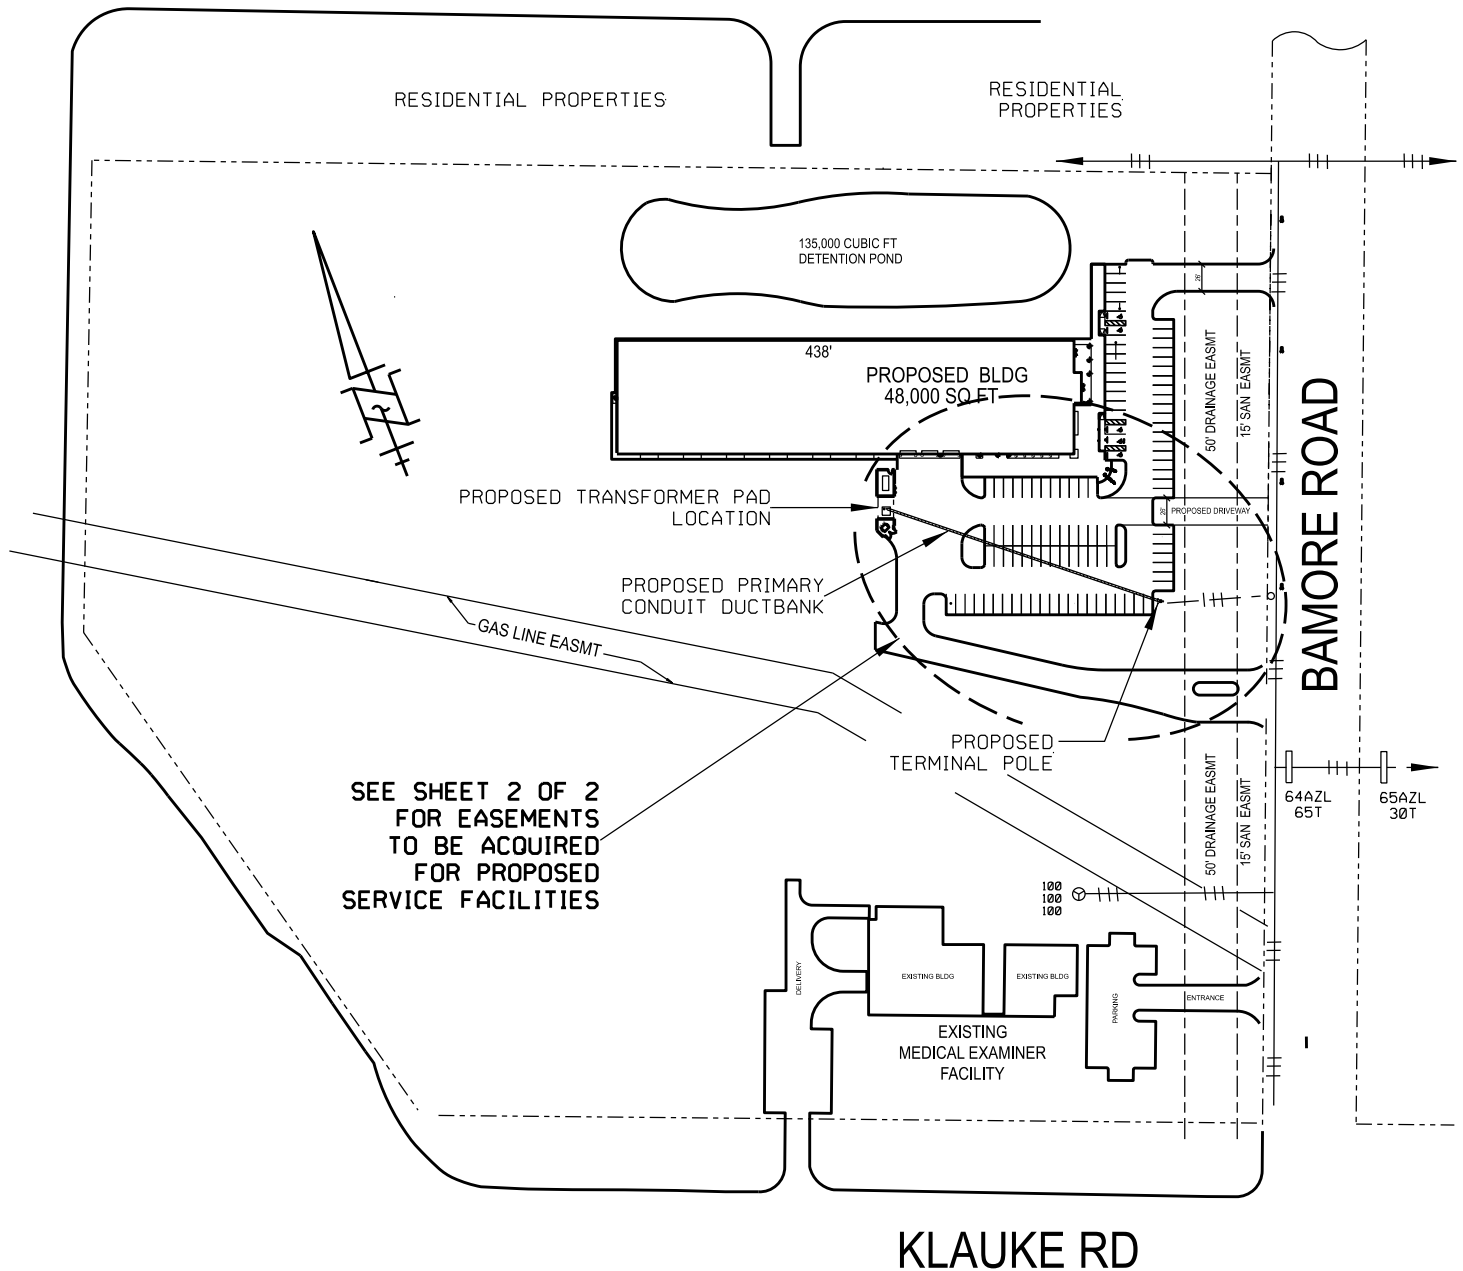 RESIDENTIAL PROPERTIES
RESIDENTIAL
PROPERTIES
135,000 CUBIC FT
DETENTION POND
26'
438'
PROPOSED BLDG
48,000 SQ FT
50' DRAINAGE EASMT
15' SAN EASMT
BAMORE ROAD
PROPOSED TRANSFORMER PAD
LOCATION
26'
PROPOSED DRIVEWAY
PROPOSED PRIMARY
CONDUIT DUCTBANK
GAS LINE EASMT
PROPOSED
TERMINAL POLE
SEE SHEET 2 OF 2
FOR EASEMENTS
TO BE ACQUIRED
FOR PROPOSED
SERVICE FACILITIES
50' DRAINAGE EASMT
15' SAN EASMT
64AZL
65T
65AZL
30T
100
100
100
DELIVERY
EXISTING BLDG
EXISTING BLDG
PARKING
ENTRANCE
EXISTING
MEDICAL EXAMINER
FACILITY
KLAUKE RD